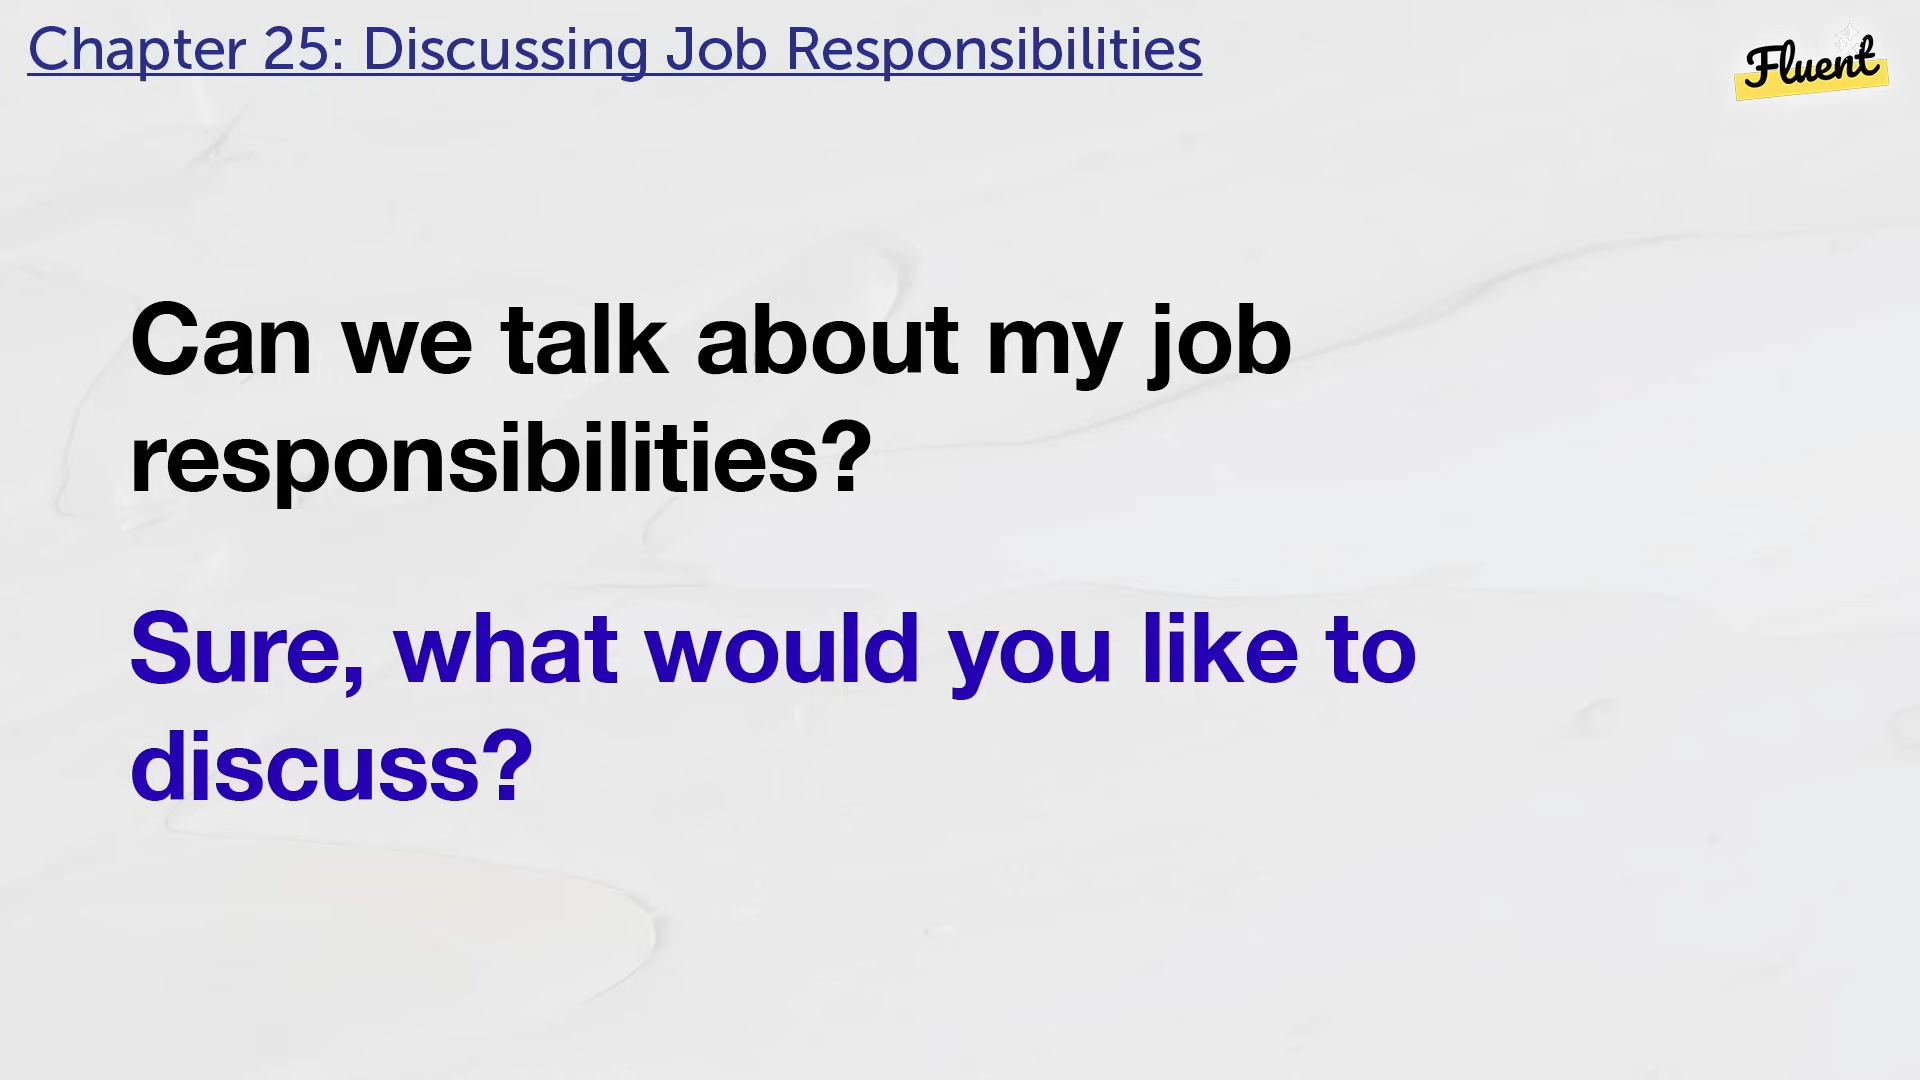 Chapter 25: Discussing Job Responsibilities
Fluent
Can we talk about my job
responsibilities?
Sure, what would you like to
discuss?